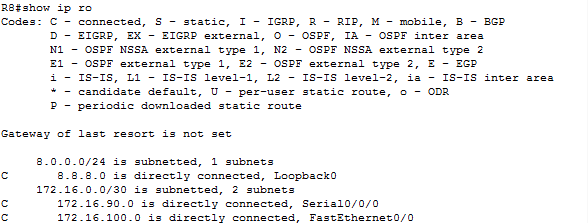 R8#show ip ro
Codes: C - connected, S - static, I - IGRP, R - RIP, M - mobile, B - BGP
D - EIGRP, EX - EIGRP external, O - OSPF, IA - OSPF inter area
N1 - OSPF NSSA external type 1, N2 - OSPF NSSA external type 2
E1 - OSPF external type 1, E2 - OSPF external type 2, E - EGP
i - IS-IS, L1 - IS-IS level-1, L2 - IS-IS level-2, ia - IS-IS inter area
* - candidate default, U - per-user static route, o - ODR
P - periodic downloaded static route
Gateway of last resort is not set
8.0.0.0/24 is subnetted, 1 subnets
C 8.8.8.0 is directly connected, Loopback0
172.16.0.0/30 is subnetted, 2 subnets
C 172.16.90.0 is directly connected, Serial0/0/0
C 172.16.100.0 is directly connected, FastEthernet0/0